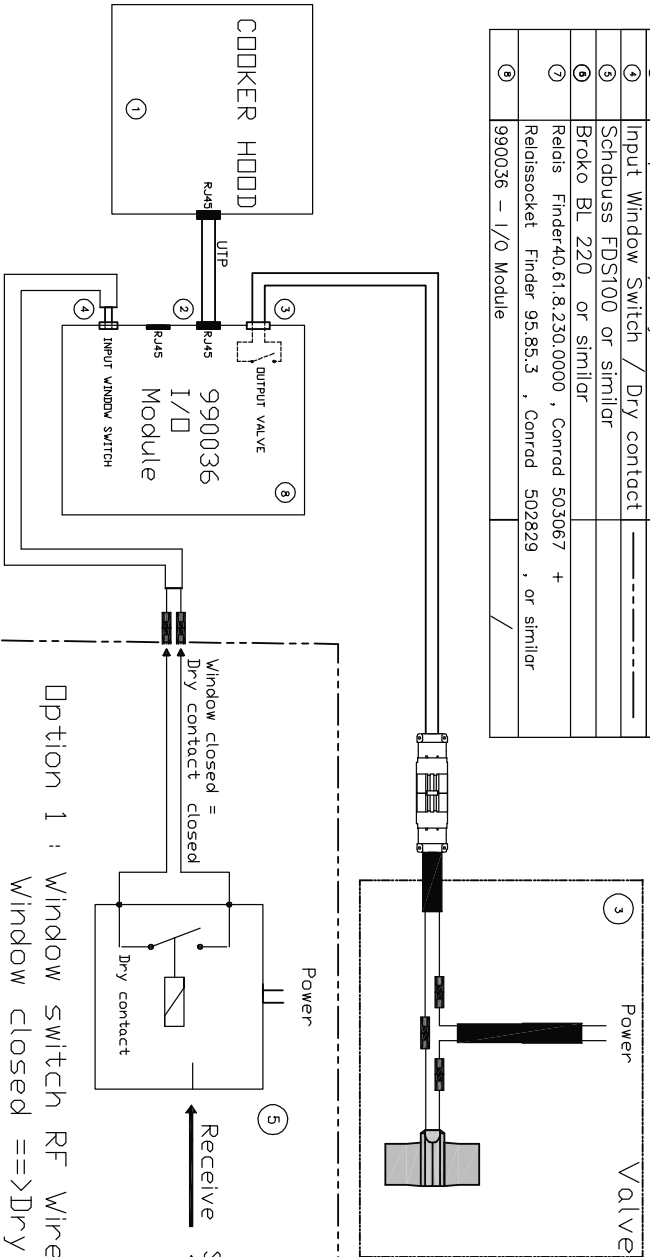 ④ Input Window Switch / Dry contact
⑤ Schabuss FDS100 or similar
⑥ Broko BL 220 or similar
⑦ Relais Finder40.61.8.230.0000 , Conrad 503067 +
Relaissocket Finder 95.85.3 , Conrad 502829 , or similar
⑧ 990036 - I/O Module /
COOKER HOOD
①
RJ45
UTP
③
②
④
OUTPUT VALVE
RJ45
RJ45
INPUT WINDOW SWITCH
990036
I/O
Module
⑧
③
Power
Valve
Window closed =
Dry contact closed
Power
Dry contact
⑤
Receive
Option 1 : Window switch RF Wire
Window closed ==>Dry